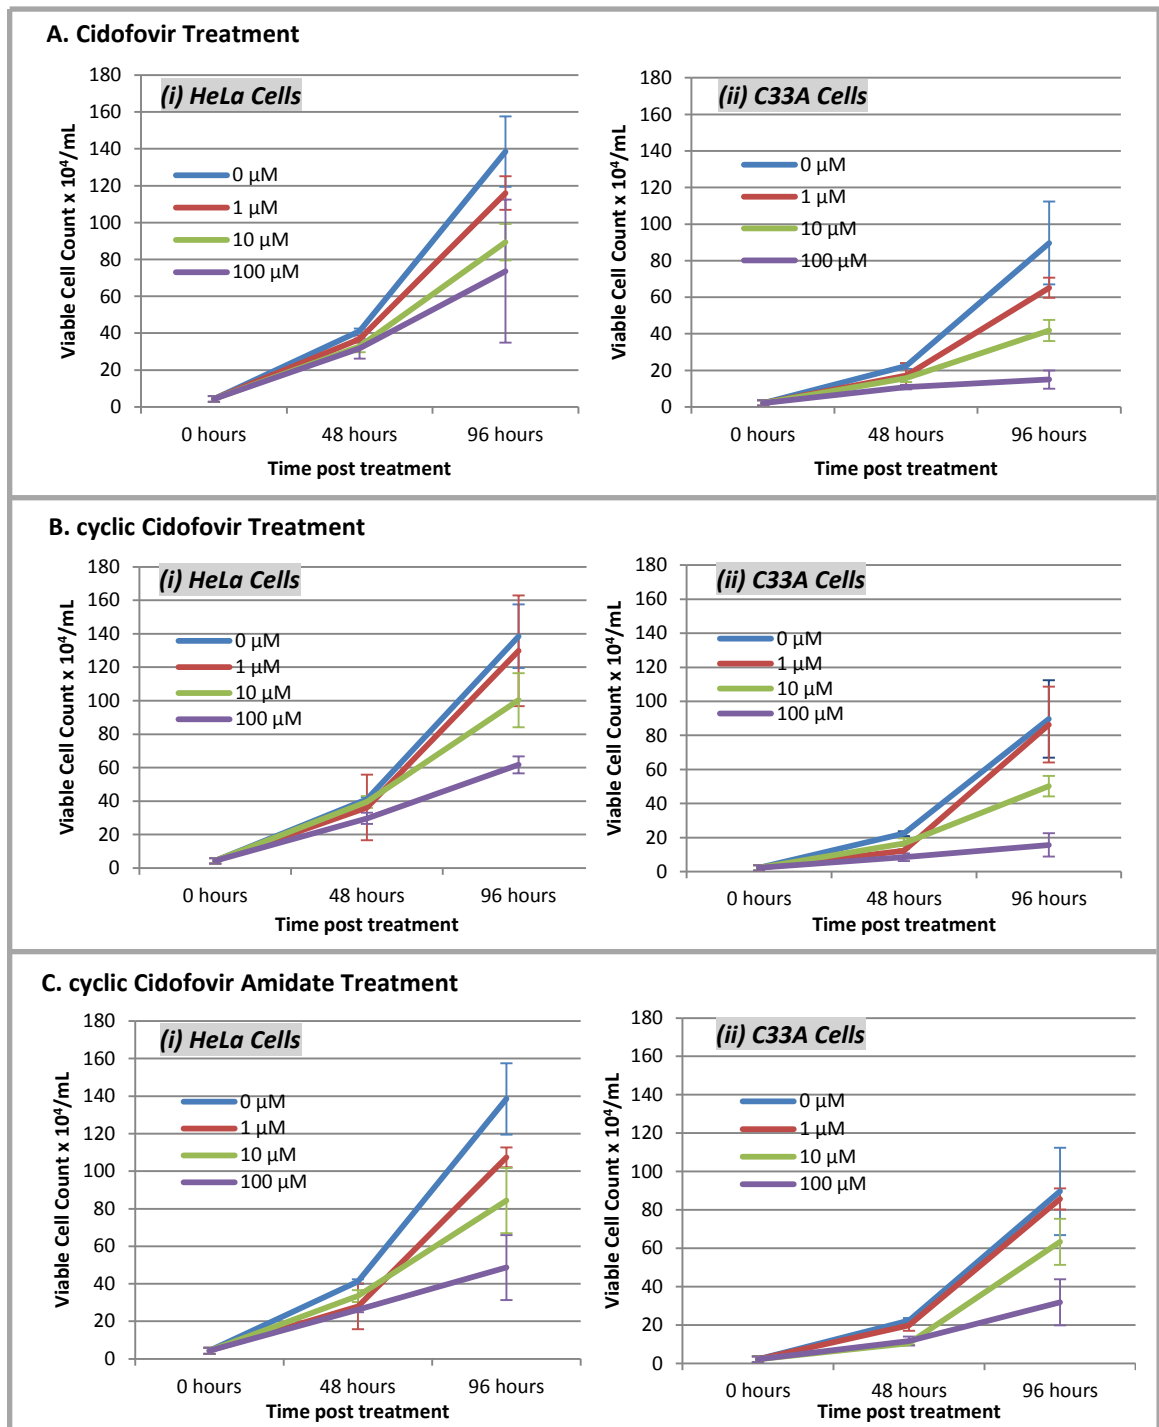 A. Cidofovir Treatment
(i) HeLa Cells
Viable Cell Count x 10⁴/mL
180
160
140
120
100
80
60
40
20
0
0 µM
1 µM
10 µM
100 µM
0 hours 48 hours 96 hours
Time post treatment
(ii) C33A Cells
Viable Cell Count x 10⁴/mL
180
160
140
120
100
80
60
40
20
0
0 µM
1 µM
10 µM
100 µM
0 hours 48 hours 96 hours
Time post treatment
B. cyclic Cidofovir Treatment
(i) HeLa Cells
Viable Cell Count x 10⁴/mL
180
160
140
120
100
80
60
40
20
0
0 µM
1 µM
10 µM
100 µM
0 hours 48 hours 96 hours
Time post treatment
(ii) C33A Cells
Viable Cell Count x 10⁴/mL
180
160
140
120
100
80
60
40
20
0
0 µM
1 µM
10 µM
100 µM
0 hours 48 hours 96 hours
Time post treatment
C. cyclic Cidofovir Amidate Treatment
(i) HeLa Cells
Viable Cell Count x 10⁴/mL
180
160
140
120
100
80
60
40
20
0
0 µM
1 µM
10 µM
100 µM
0 hours 48 hours 96 hours
Time post treatment
(ii) C33A Cells
Viable Cell Count x 10⁴/mL
180
160
140
120
100
80
60
40
20
0
0 µM
1 µM
10 µM
100 µM
0 hours 48 hours 96 hours
Time post treatment